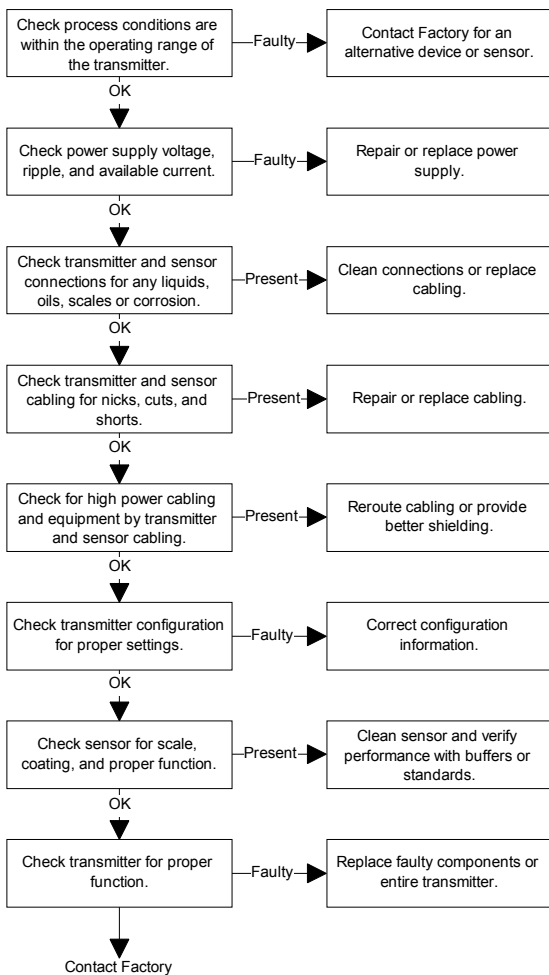 Check process conditions are
within the operating range of
the transmitter.
Faulty
Contact Factory for an
alternative device or sensor.
OK
Check power supply voltage,
ripple, and available current.
Faulty
Repair or replace power
supply.
OK
Check transmitter and sensor
connections for any liquids,
oils, scales or corrosion.
Present
Clean connections or replace
cabling.
OK
Check transmitter and sensor
cabling for nicks, cuts, and
shorts.
Present
Repair or replace cabling.
OK
Check for high power cabling
and equipment by transmitter
and sensor cabling.
Present
Reroute cabling or provide
better shielding.
OK
Check transmitter configuration
for proper settings.
Faulty
Correct configuration
information.
OK
Check sensor for scale,
coating, and proper function.
Present
Clean sensor and verify
performance with buffers or
standards.
OK
Check transmitter for proper
function.
Faulty
Replace faulty components or
entire transmitter.
Contact Factory